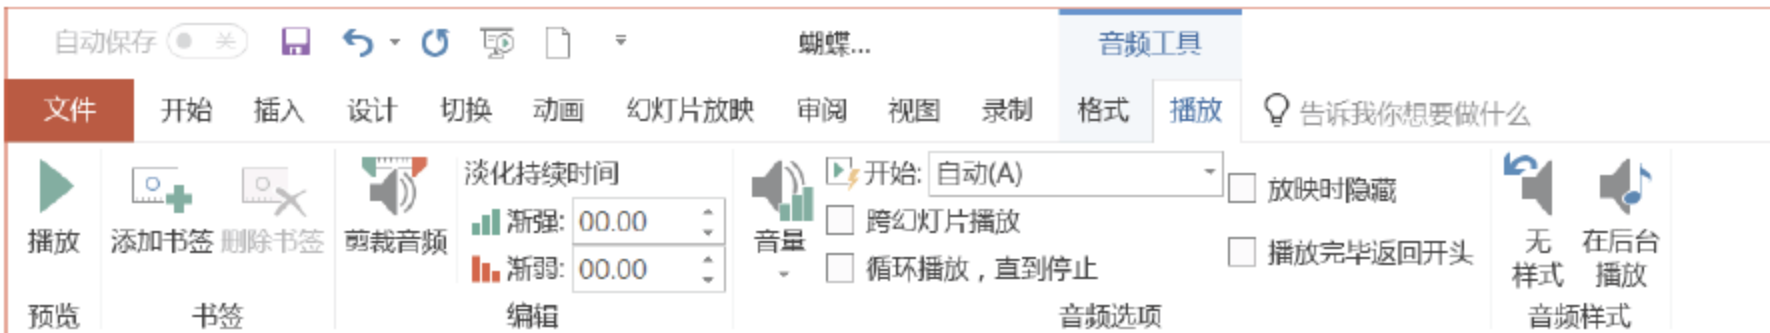 自动保存 关 蝴蝶... 音频工具
文件 开始 插入 设计 切换 动画 幻灯片放映 审阅 视图 录制 格式 播放 告诉我你想要做什么
播放
添加书签
删除书签
剪裁音频
淡化持续时间
渐强: 00.00
渐弱: 00.00
音量
开始: 自动(A)
跨幻灯片播放
循环播放，直到停止
放映时隐藏
播放完毕返回开头
无
样式
在后台
播放
预览 书签 编辑 音频选项 音频样式